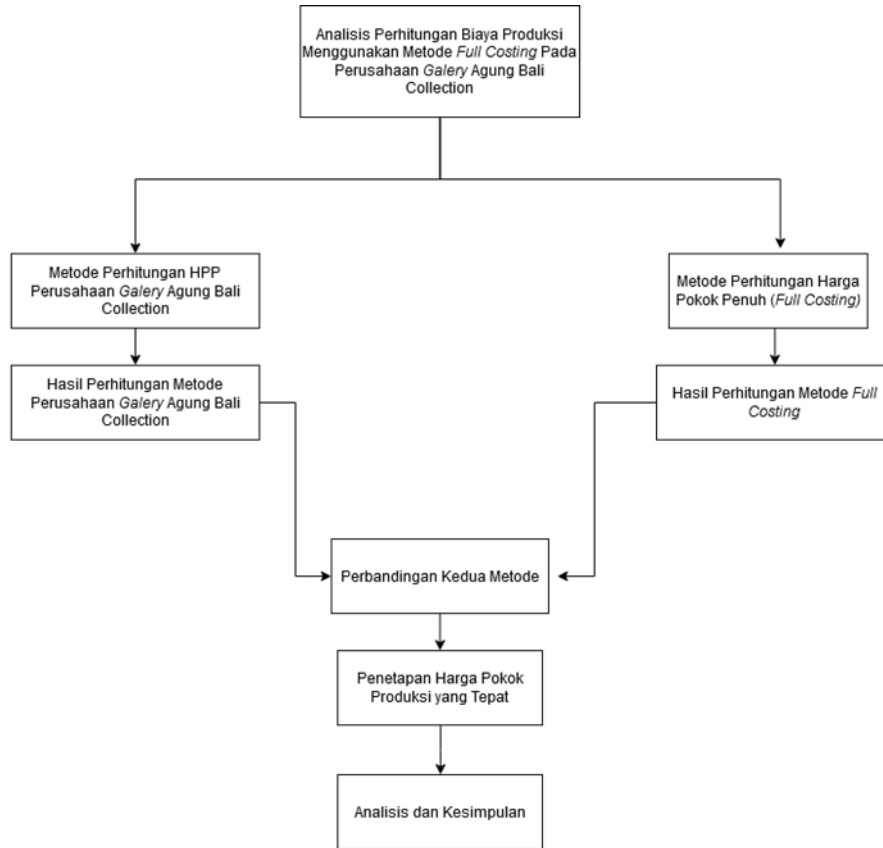 Analisis Perhitungan Biaya Produksi
Menggunakan Metode Full Costing Pada
Perusahaan Galery Agung Bali
Collection
Metode Perhitungan HPP
Perusahaan Galery Agung Bali
Collection
Metode Perhitungan Harga
Pokok Penuh (Full Costing)
Hasil Perhitungan Metode
Perusahaan Galery Agung Bali
Collection
Hasil Perhitungan Metode Full
Costing
Perbandingan Kedua Metode
Penetapan Harga Pokok
Produksi yang Tepat
Analisis dan Kesimpulan